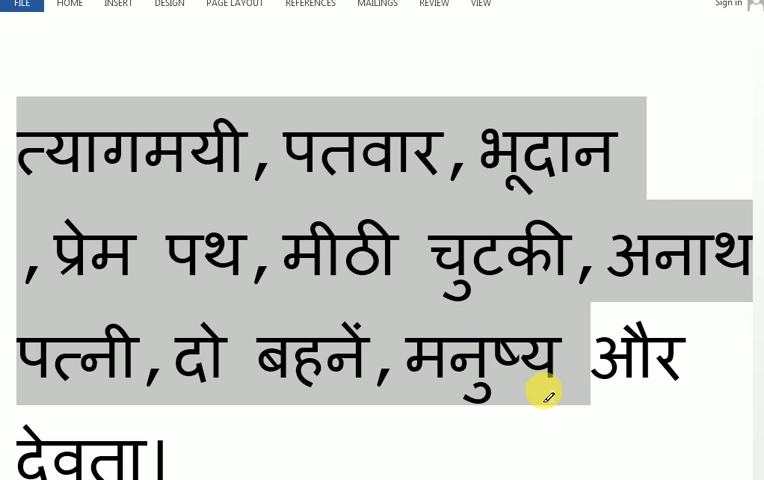 FILE HOME INSERT DESIGN PAGE LAYOUT REFERENCES MAILINGS REVIEW VIEW Sign in
त्यागमयी, पतवार, भूदान
, प्रेम पथ, मीठी चुटकी, अनाथ
पत्नी, दो बहनें, मनुष्य और
देवता।